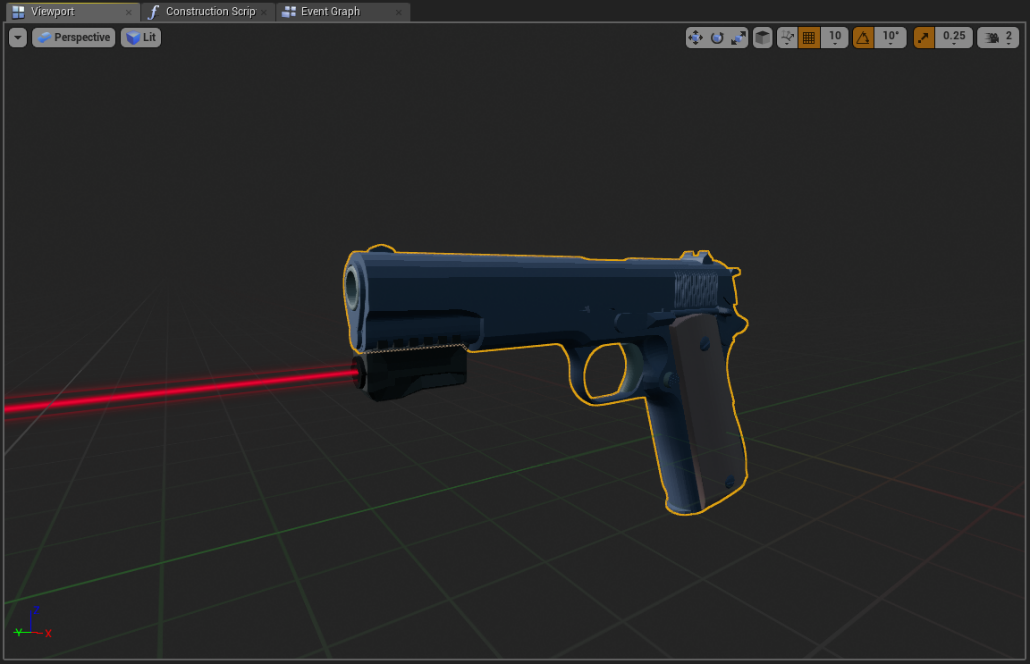 Viewport
Construction Scrip
Event Graph
Perspective
Lit
10
10°
0.25
2
Z
Y
X